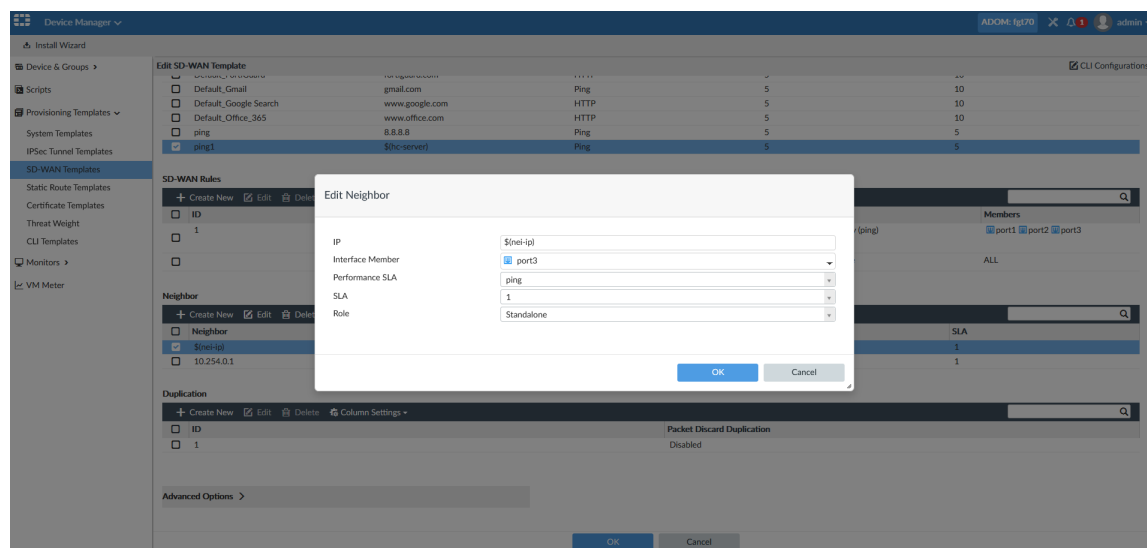 Device Manager
ADOM: fgt70
1
admin
Install Wizard
Device & Groups
Edit SD-WAN Template
CLI Configurations
Scripts
Default_Gmail gmail.com Ping 5 10
Default_Google Search www.google.com HTTP 5 10
Provisioning Templates
Default_Office_365 www.office.com HTTP 5 10
System Templates
ping 8.8.8.8 Ping 5 5
IPSec Tunnel Templates
ping1 $(hc-server) Ping 5 5
SD-WAN Templates
Static Route Templates
Certificate Templates
Threat Weight
CLI Templates
Monitors
VM Meter
SD-WAN Rules
+ Create New Edit
ID Members
1 (ping) port1 port2 port3
ALL
Edit Neighbor
IP $(nei-ip)
Interface Member port3
Performance SLA ping
SLA 1
Role Standalone
OK Cancel
Neighbor
+ Create New Edit
Neighbor SLA
$(nei-ip) 1
10.254.0.1 1
Duplication
+ Create New Edit Delete Column Settings
ID Packet Discard Duplication
1 Disabled
Advanced Options >
OK Cancel